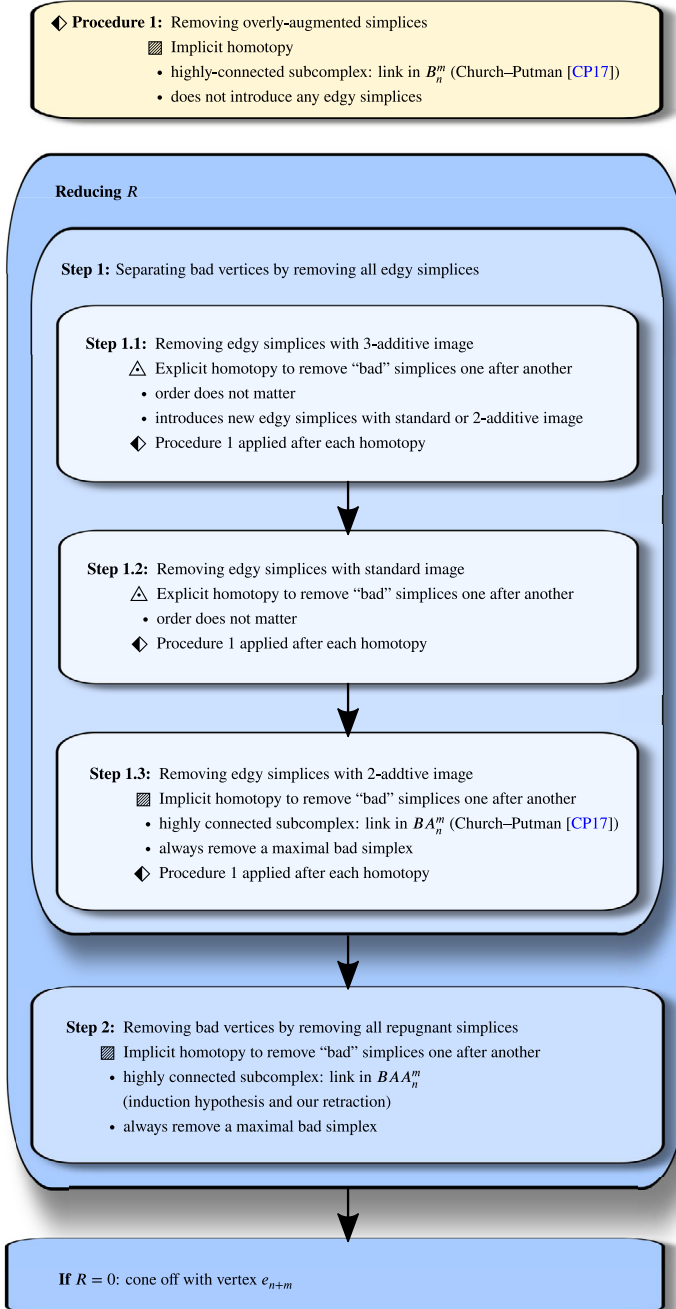 Procedure 1: Removing overly-augmented simplices
Implicit homotopy
• highly-connected subcomplex: link in B_n^m (Church–Putman [CP17])
• does not introduce any edgy simplices
Reducing R
Step 1: Separating bad vertices by removing all edgy simplices
Step 1.1: Removing edgy simplices with 3-additive image
Explicit homotopy to remove “bad” simplices one after another
• order does not matter
• introduces new edgy simplices with standard or 2-additive image
Procedure 1 applied after each homotopy
Step 1.2: Removing edgy simplices with standard image
Explicit homotopy to remove “bad” simplices one after another
• order does not matter
Procedure 1 applied after each homotopy
Step 1.3: Removing edgy simplices with 2-addtive image
Implicit homotopy to remove “bad” simplices one after another
• highly connected subcomplex: link in BA_n^m (Church–Putman [CP17])
• always remove a maximal bad simplex
Procedure 1 applied after each homotopy
Step 2: Removing bad vertices by removing all repugnant simplices
Implicit homotopy to remove “bad” simplices one after another
• highly connected subcomplex: link in BAA_n^m
(induction hypothesis and our retraction)
• always remove a maximal bad simplex
If R = 0: cone off with vertex e_{n+m}